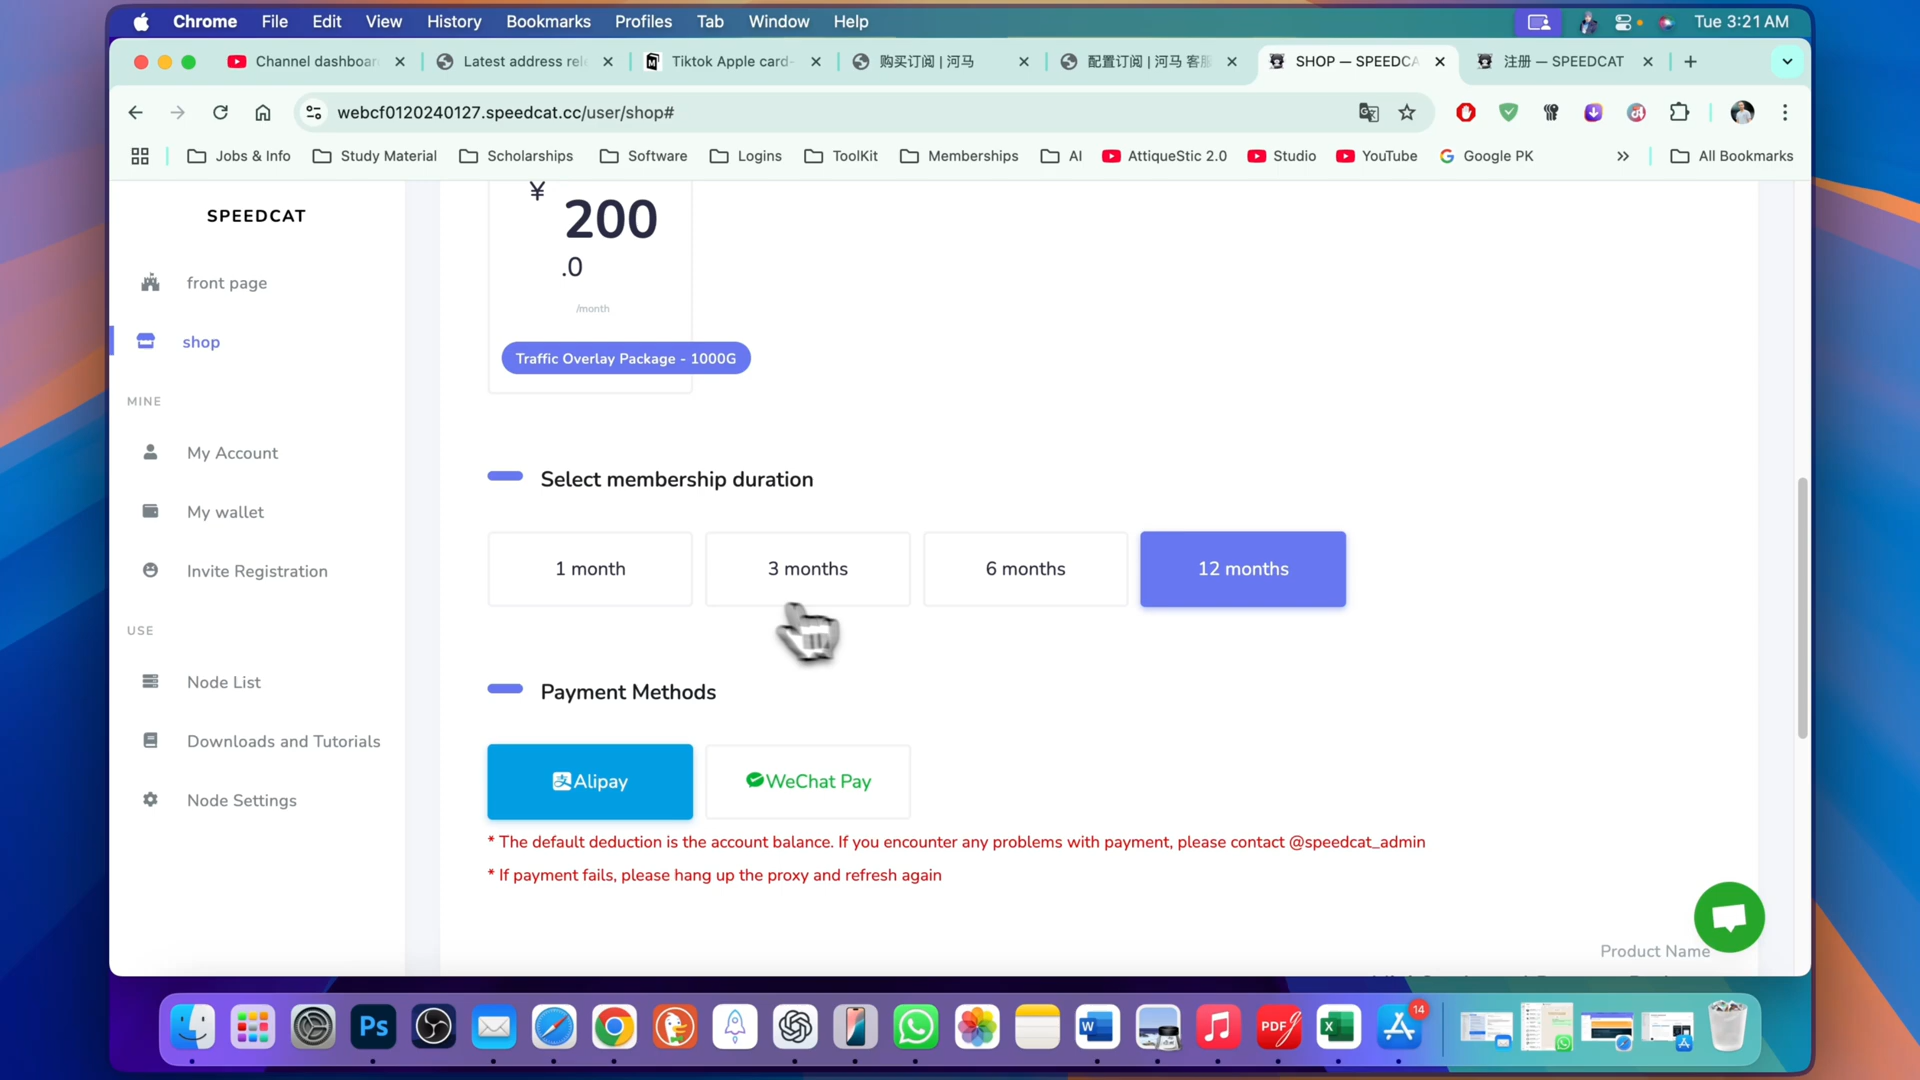 Chrome File Edit View History Bookmarks Profiles Tab Window Help Tue 3:21 AM
Channel dashboar Latest address rel Tiktok Apple card- 购买订阅 | 河马 配置订阅 | 河马 客服 SHOP — SPEEDCA 注册 — SPEEDCAT
webcf0120240127.speedcat.cc/user/shop#
Jobs & Info Study Material Scholarships Software Logins ToolKit Memberships AI AttiqueStic 2.0 Studio YouTube Google PK » All Bookmarks
SPEEDCAT
front page
shop
MINE
My Account
My wallet
Invite Registration
USE
Node List
Downloads and Tutorials
Node Settings
¥
200
.0
/month
Traffic Overlay Package - 1000G
Select membership duration
1 month 3 months 6 months 12 months
Payment Methods
Alipay WeChat Pay
* The default deduction is the account balance. If you encounter any problems with payment, please contact @speedcat_admin
* If payment fails, please hang up the proxy and refresh again
Product Name
Ps W PDF X 14